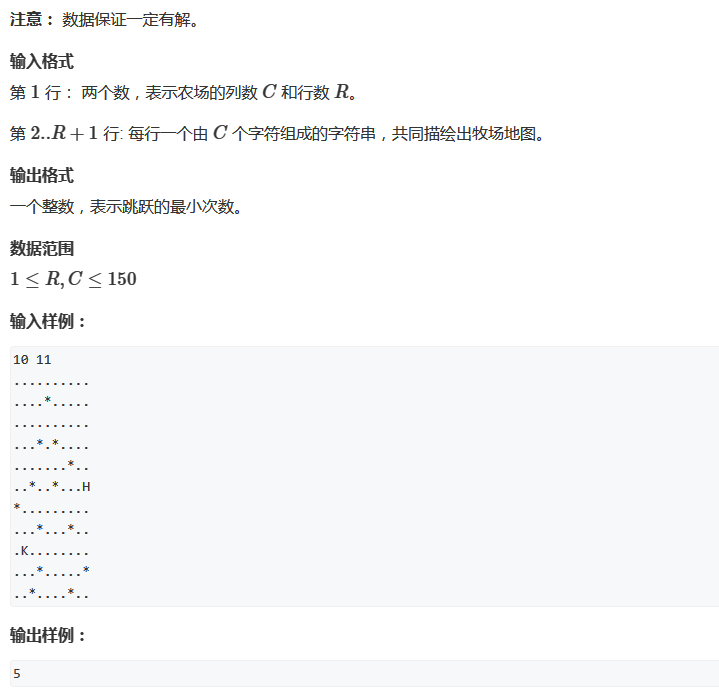 注意： 数据保证一定有解。
输入格式
第 1 行： 两个数，表示农场的列数 C 和行数 R。
第 2..R + 1 行: 每行一个由 C 个字符组成的字符串，共同描绘出牧场地图。
输出格式
一个整数，表示跳跃的最小次数。
数据范围
1 ≤ R, C ≤ 150
输入样例：
10 11
..........
....*.....
..........
...*.*....
.......*..
..*..*...H
*.........
...*...*..
.K........
...*.....*
..*....*..
输出样例：
5